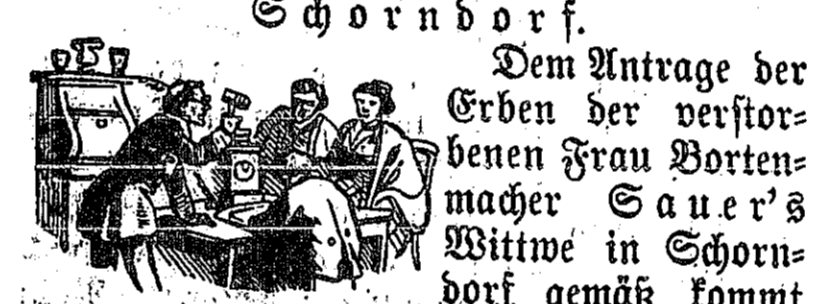 Schorndorf.
Dem Antrage der
Erben der verstor=
benen Frau Borten=
macher Sauer's
Wittwe in Schorn=
dorf gemäß kommt